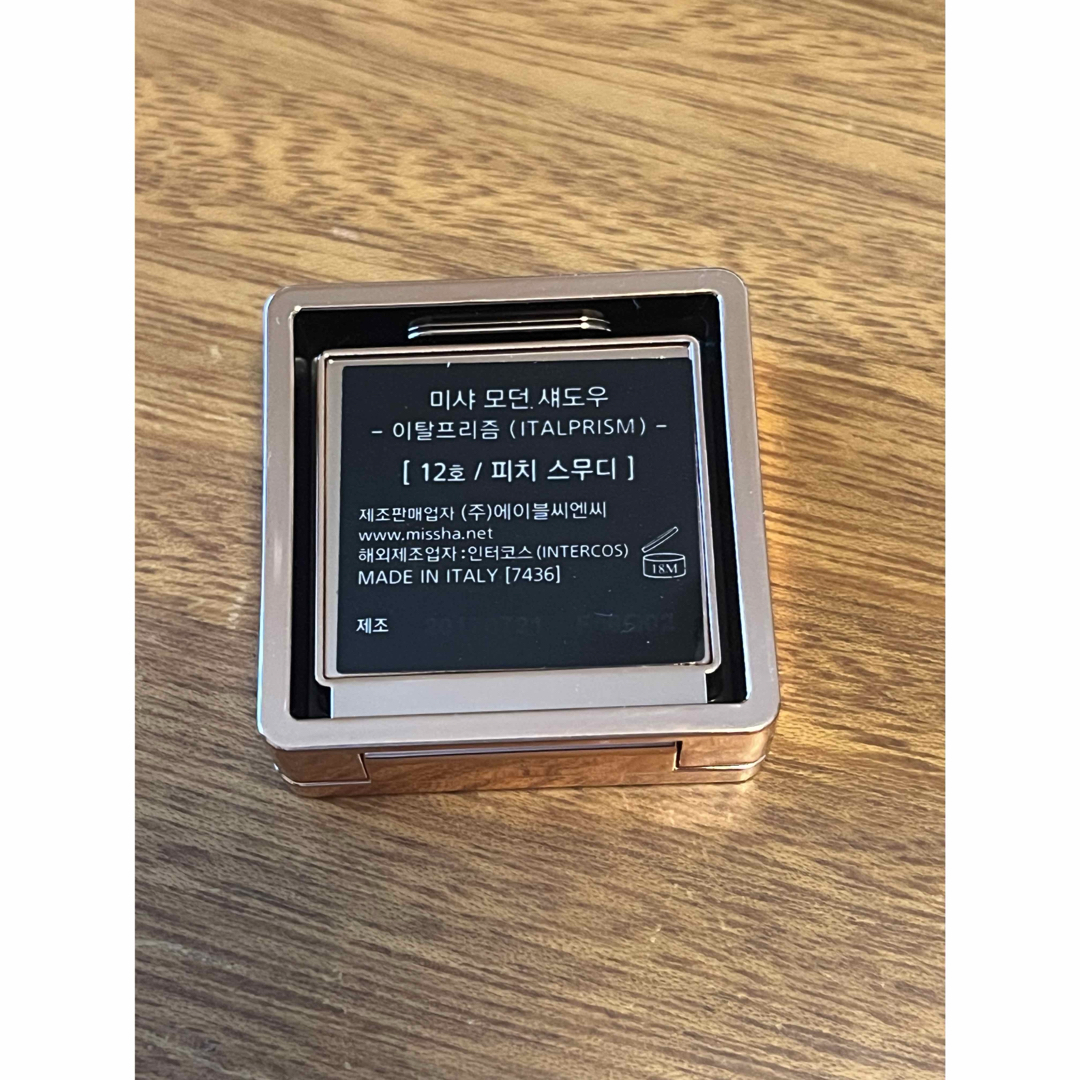 미샤 모던 섀도우
- 이탈프리즘 (ITALPRISM) -
[ 12호 / 피치 스무디 ]
제조판매업자 (주)에이블씨엔씨
www.missha.net
해외제조업자:인터코스(INTERCOS)
MADE IN ITALY [7436]
18M
제조